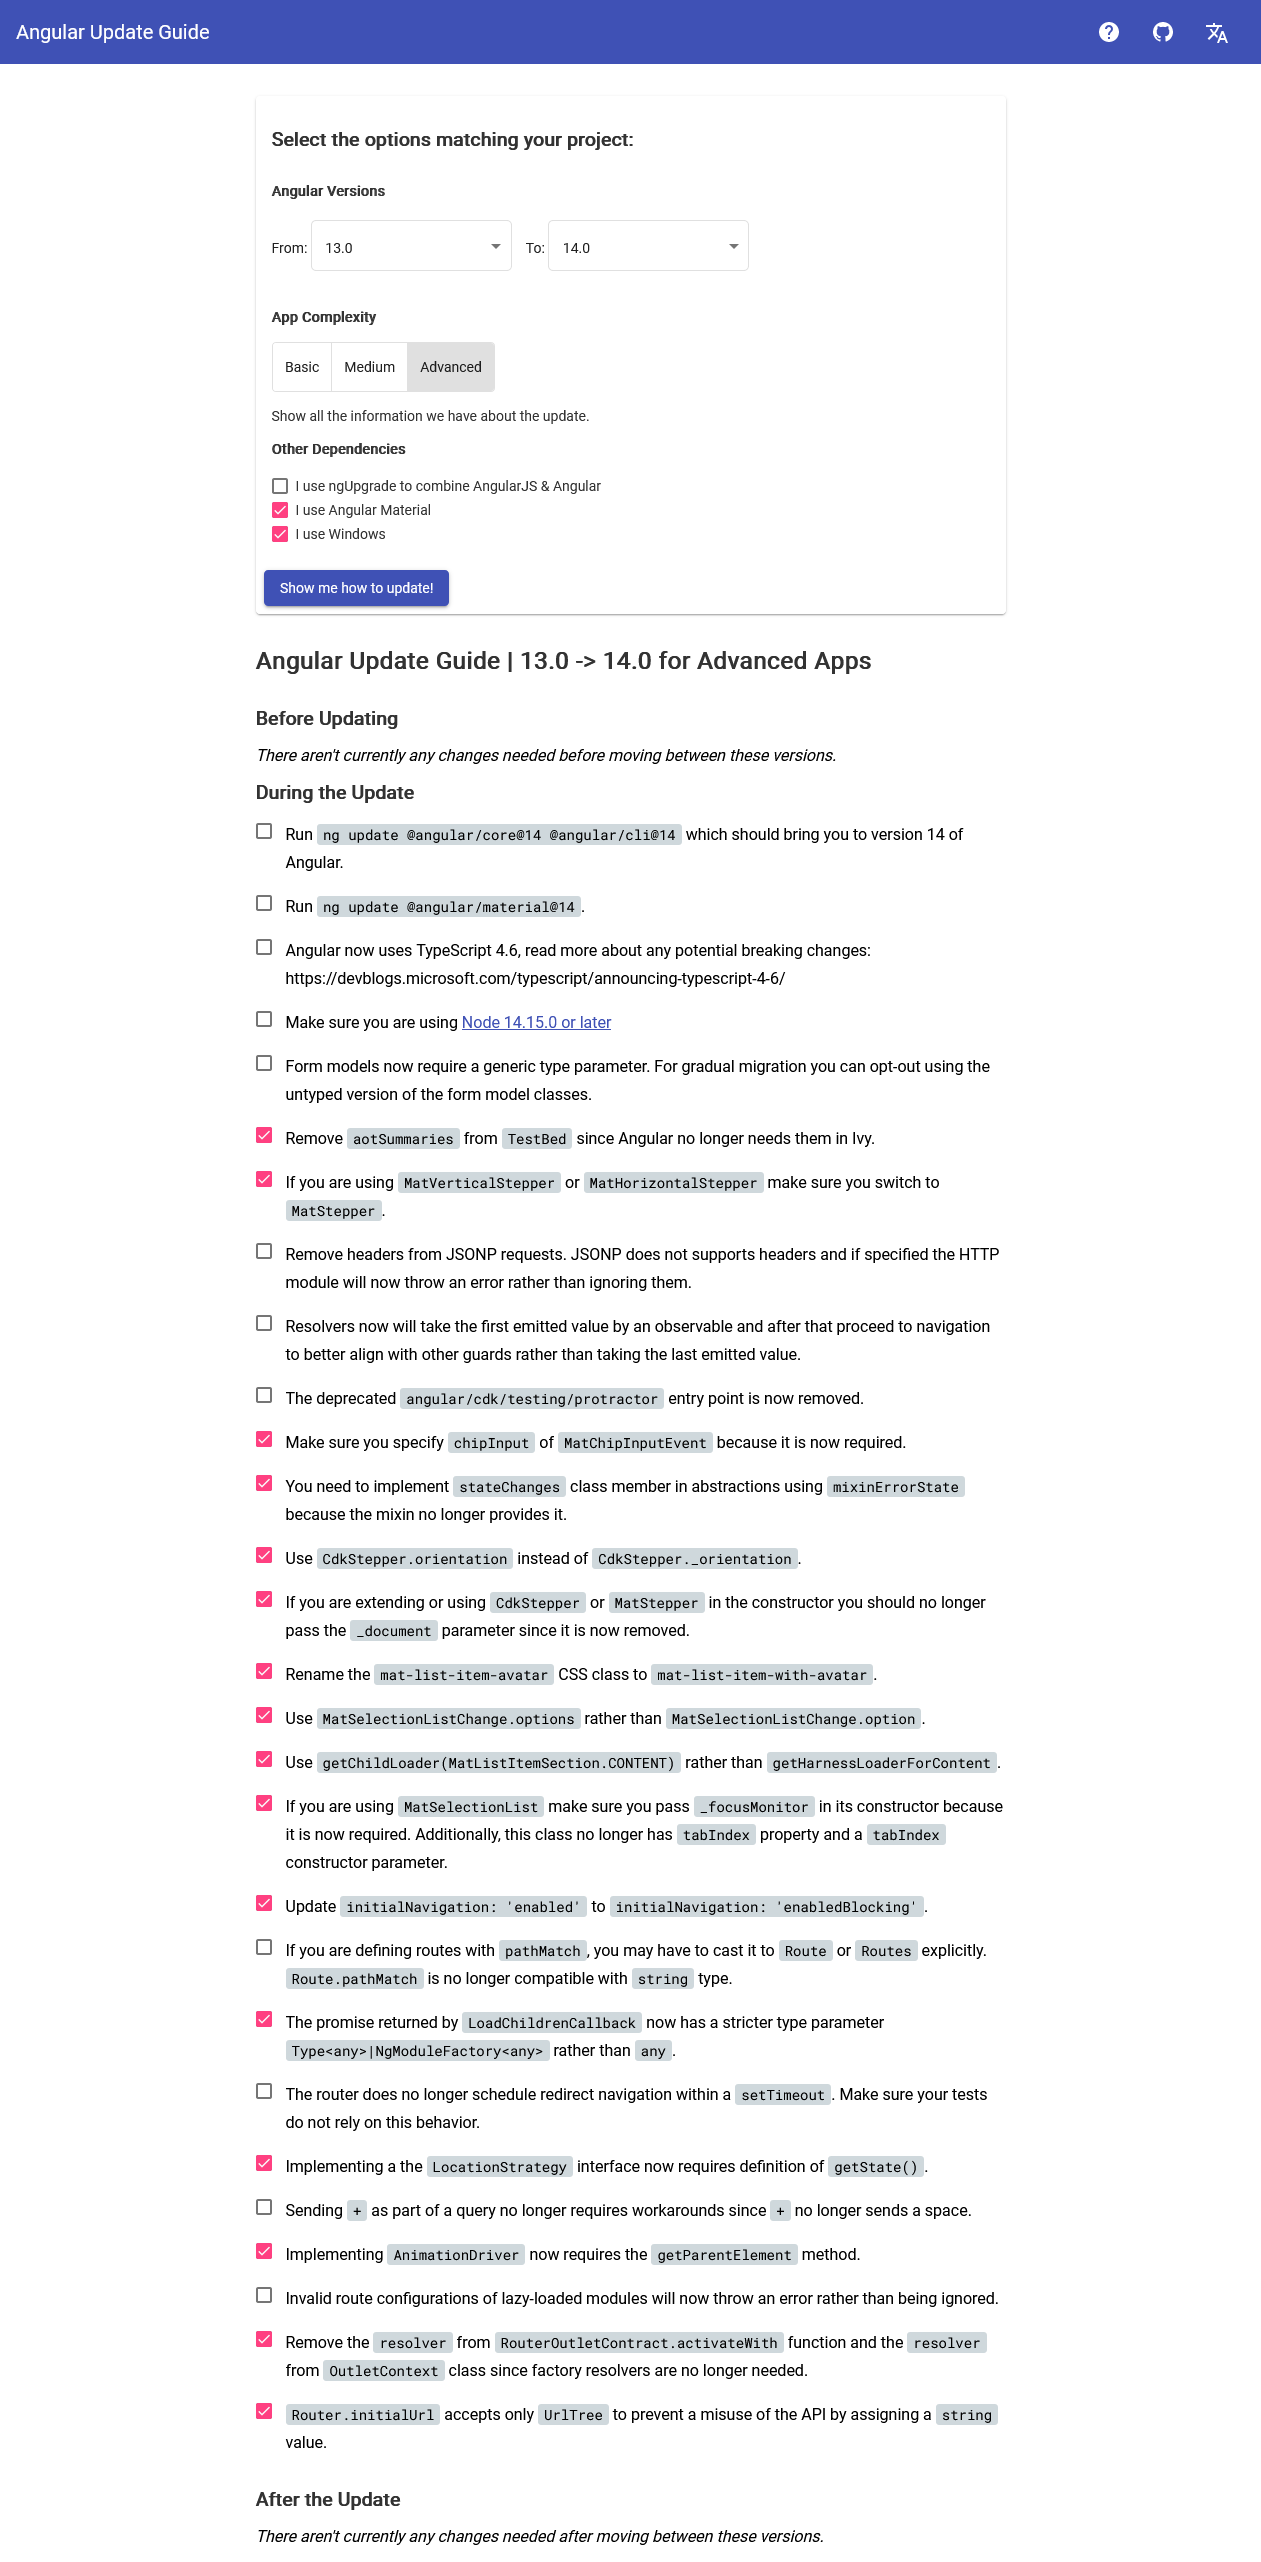 Angular Update Guide
Select the options matching your project:
Angular Versions
From: 13.0 To: 14.0
App Complexity
Basic Medium Advanced
Show all the information we have about the update.
Other Dependencies
I use ngUpgrade to combine AngularJS & Angular
I use Angular Material
I use Windows
Show me how to update!
Angular Update Guide | 13.0 -> 14.0 for Advanced Apps
Before Updating
There aren't currently any changes needed before moving between these versions.
During the Update
Run ng update @angular/core@14 @angular/cli@14 which should bring you to version 14 of
Angular.
Run ng update @angular/material@14 .
Angular now uses TypeScript 4.6, read more about any potential breaking changes:
https://devblogs.microsoft.com/typescript/announcing-typescript-4-6/
Make sure you are using Node 14.15.0 or later
Form models now require a generic type parameter. For gradual migration you can opt-out using the
untyped version of the form model classes.
Remove aotSummaries from TestBed since Angular no longer needs them in Ivy.
If you are using MatVerticalStepper or MatHorizontalStepper make sure you switch to
MatStepper .
Remove headers from JSONP requests. JSONP does not supports headers and if specified the HTTP
module will now throw an error rather than ignoring them.
Resolvers now will take the first emitted value by an observable and after that proceed to navigation
to better align with other guards rather than taking the last emitted value.
The deprecated angular/cdk/testing/protractor entry point is now removed.
Make sure you specify chipInput of MatChipInputEvent because it is now required.
You need to implement stateChanges class member in abstractions using mixinErrorState
because the mixin no longer provides it.
Use CdkStepper.orientation instead of CdkStepper._orientation .
If you are extending or using CdkStepper or MatStepper in the constructor you should no longer
pass the _document parameter since it is now removed.
Rename the mat-list-item-avatar CSS class to mat-list-item-with-avatar .
Use MatSelectionListChange.options rather than MatSelectionListChange.option .
Use getChildLoader(MatListItemSection.CONTENT) rather than getHarnessLoaderForContent .
If you are using MatSelectionList make sure you pass _focusMonitor in its constructor because
it is now required. Additionally, this class no longer has tabIndex property and a tabIndex
constructor parameter.
Update initialNavigation: 'enabled' to initialNavigation: 'enabledBlocking' .
If you are defining routes with pathMatch , you may have to cast it to Route or Routes explicitly.
Route.pathMatch is no longer compatible with string type.
The promise returned by LoadChildrenCallback now has a stricter type parameter
Type<any>|NgModuleFactory<any> rather than any .
The router does no longer schedule redirect navigation within a setTimeout . Make sure your tests
do not rely on this behavior.
Implementing a the LocationStrategy interface now requires definition of getState() .
Sending + as part of a query no longer requires workarounds since + no longer sends a space.
Implementing AnimationDriver now requires the getParentElement method.
Invalid route configurations of lazy-loaded modules will now throw an error rather than being ignored.
Remove the resolver from RouterOutletContract.activateWith function and the resolver
from OutletContext class since factory resolvers are no longer needed.
Router.initialUrl accepts only UrlTree to prevent a misuse of the API by assigning a string
value.
After the Update
There aren't currently any changes needed after moving between these versions.